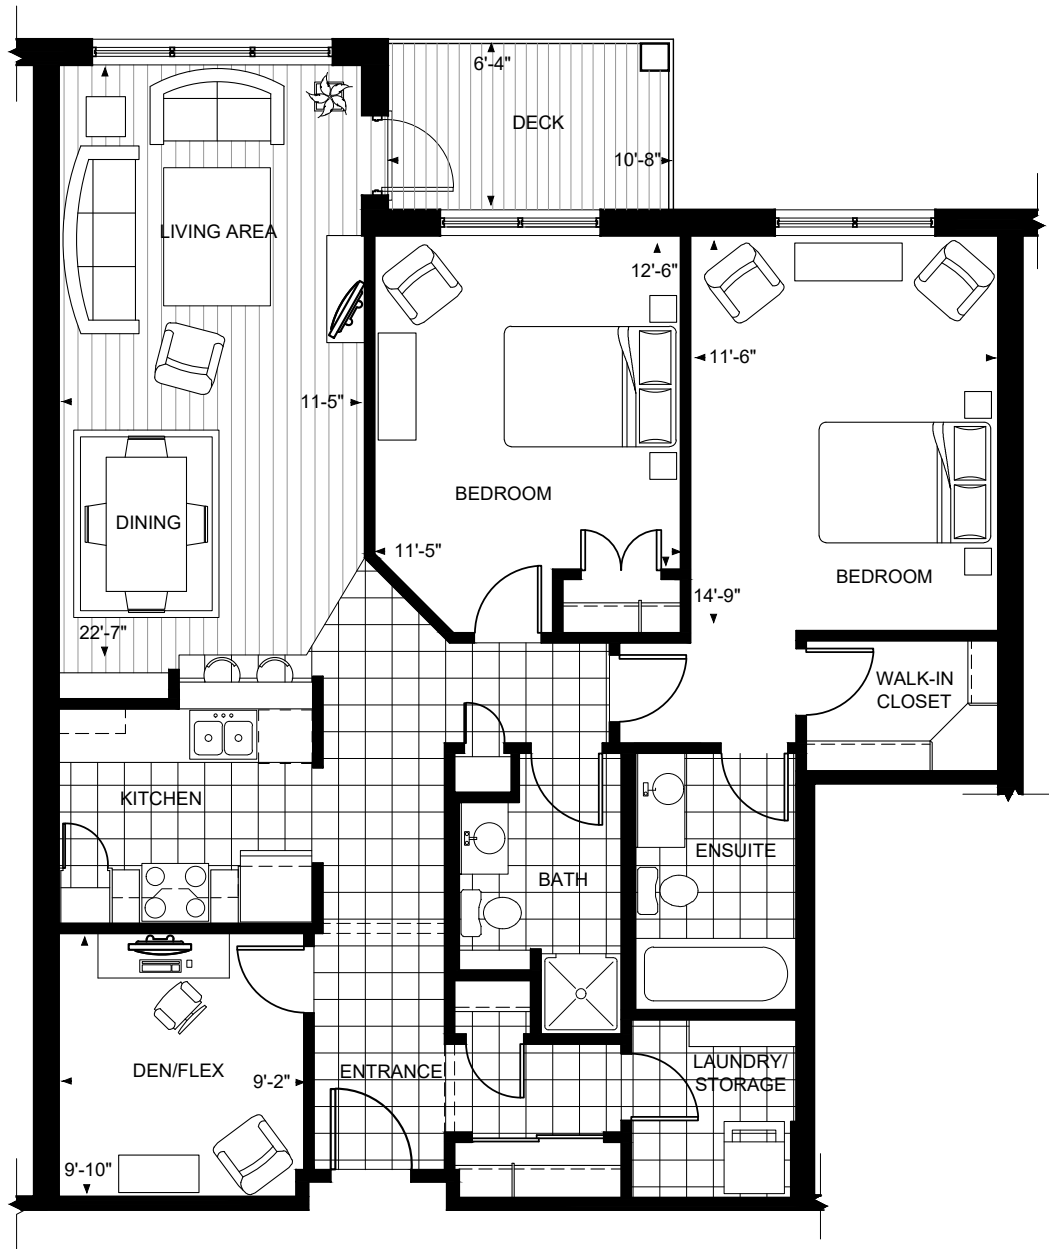 6'-4"
DECK
10'-8"
LIVING AREA
12'-6"
11'-6"
11-5"
BEDROOM
DINING
11'-5"
BEDROOM
14'-9"
22'-7"
WALK-IN
CLOSET
KITCHEN
ENSUITE
BATH
DEN/FLEX
9'-2"
ENTRANCE
LAUNDRY/
STORAGE
9'-10"